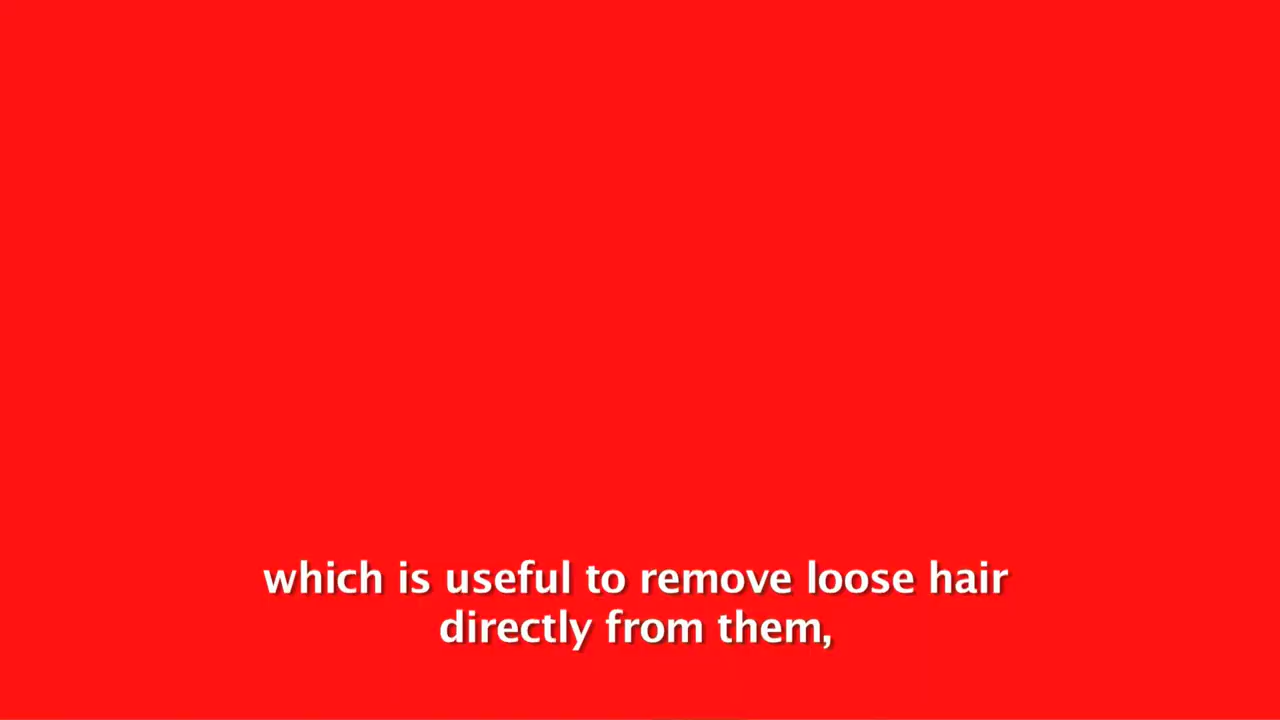 which is useful to remove loose hair
directly from them,